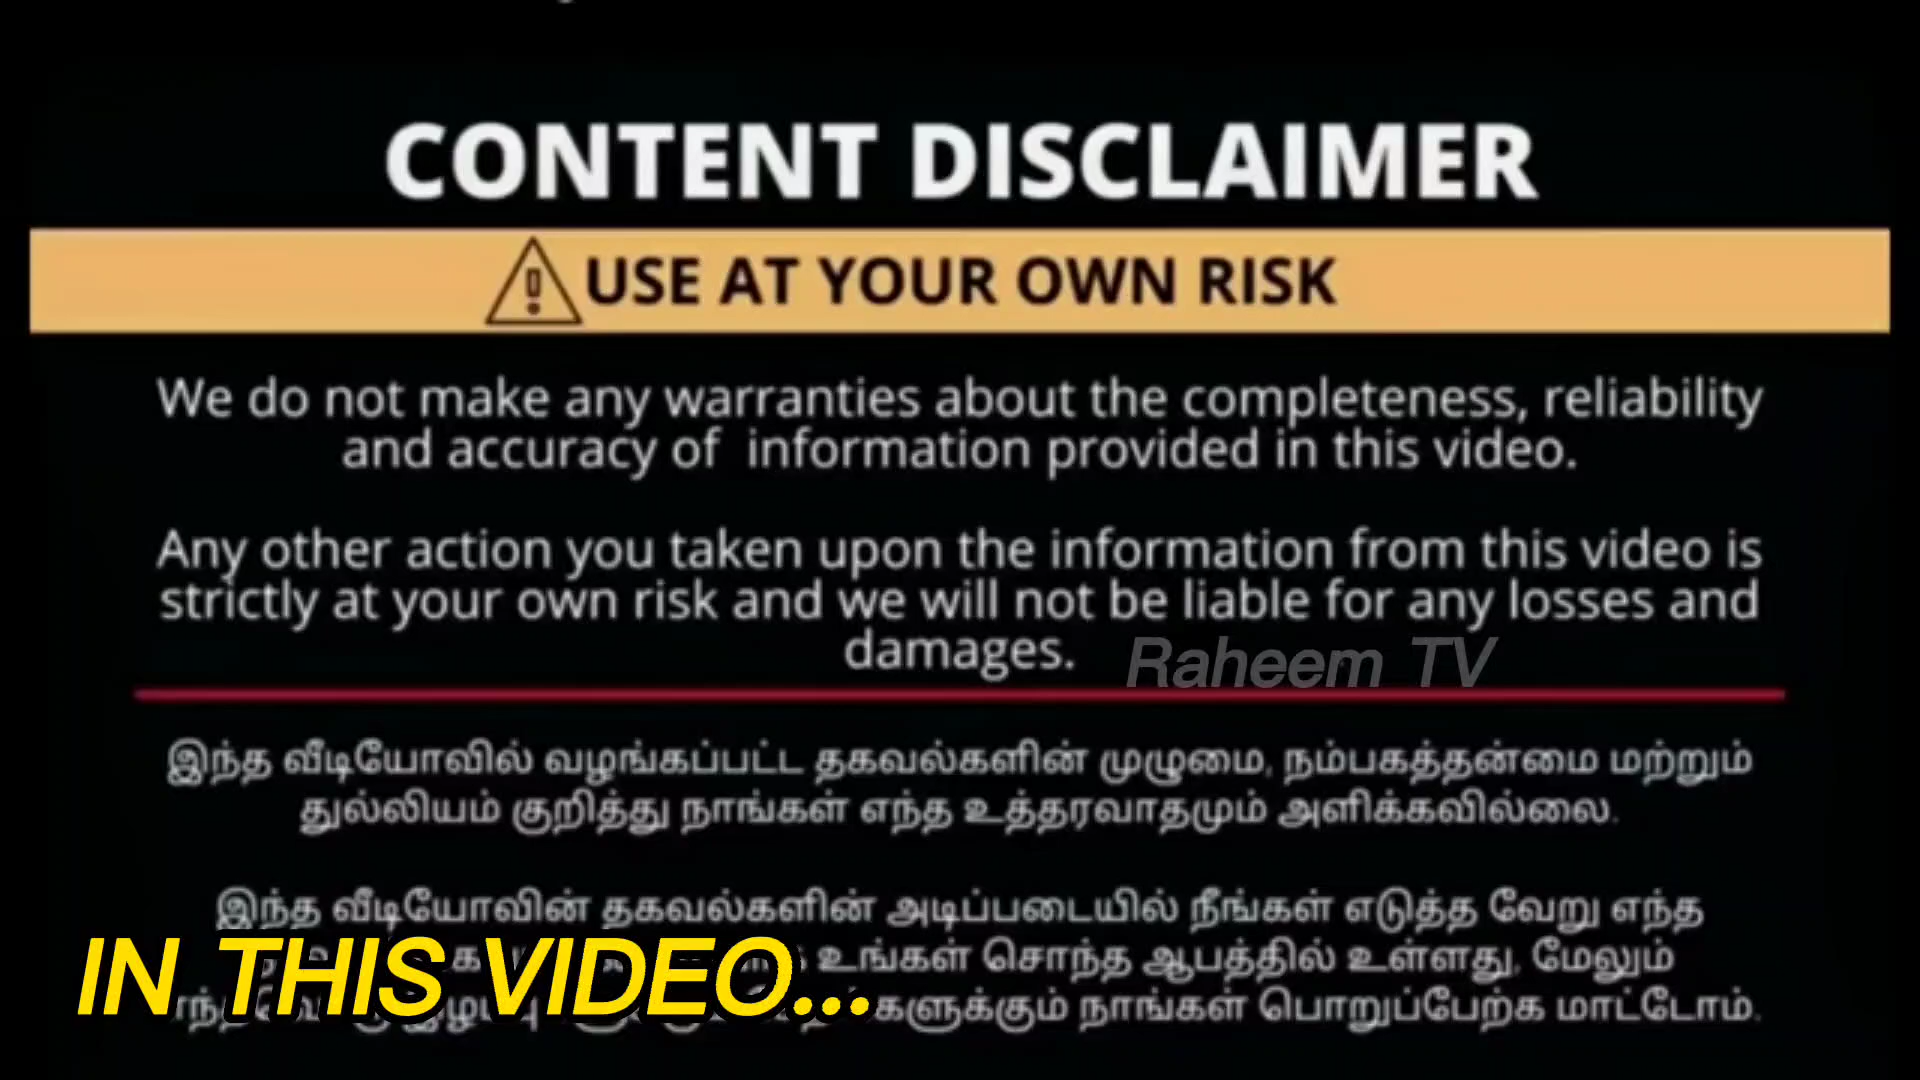 CONTENT DISCLAIMER
USE AT YOUR OWN RISK
We do not make any warranties about the completeness, reliability
and accuracy of information provided in this video.
Any other action you taken upon the information from this video is
strictly at your own risk and we will not be liable for any losses and
damages.
Raheem TV
இந்த வீடியோவில் வழங்கப்பட்ட தகவல்களின் முழுமை, நம்பகத்தன்மை மற்றும்
துல்லியம் குறித்து நாங்கள் எந்த உத்தரவாதமும் அளிக்கவில்லை.
இந்த வீடியோவின் தகவல்களின் அடிப்படையில் நீங்கள் எடுத்த வேறு எந்த
உங்கள் சொந்த ஆபத்தில் உள்ளது, மேலும்
நாங்கள் பொறுப்பேற்க மாட்டோம்.
IN THIS VIDEO...